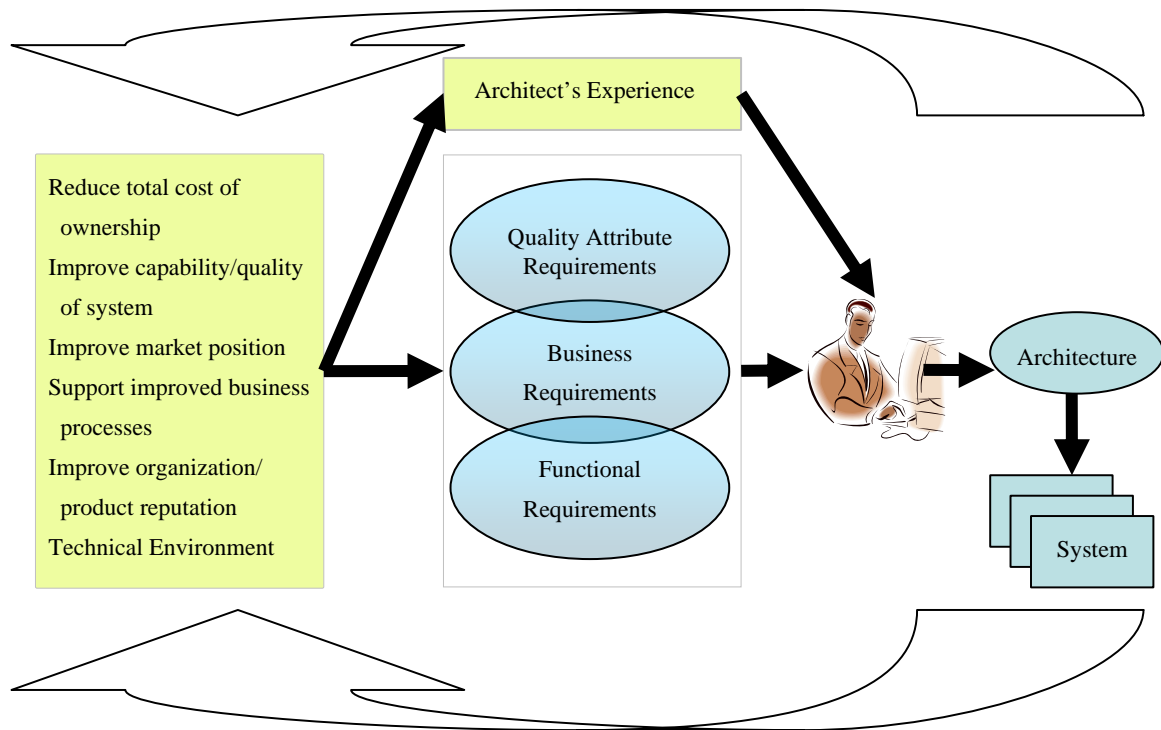 Architect's Experience
Reduce total cost of
ownership
Improve capability/quality
of system
Improve market position
Support improved business
processes
Improve organization/
product reputation
Technical Environment
Quality Attribute
Requirements
Business
Requirements
Functional
Requirements
Architecture
System